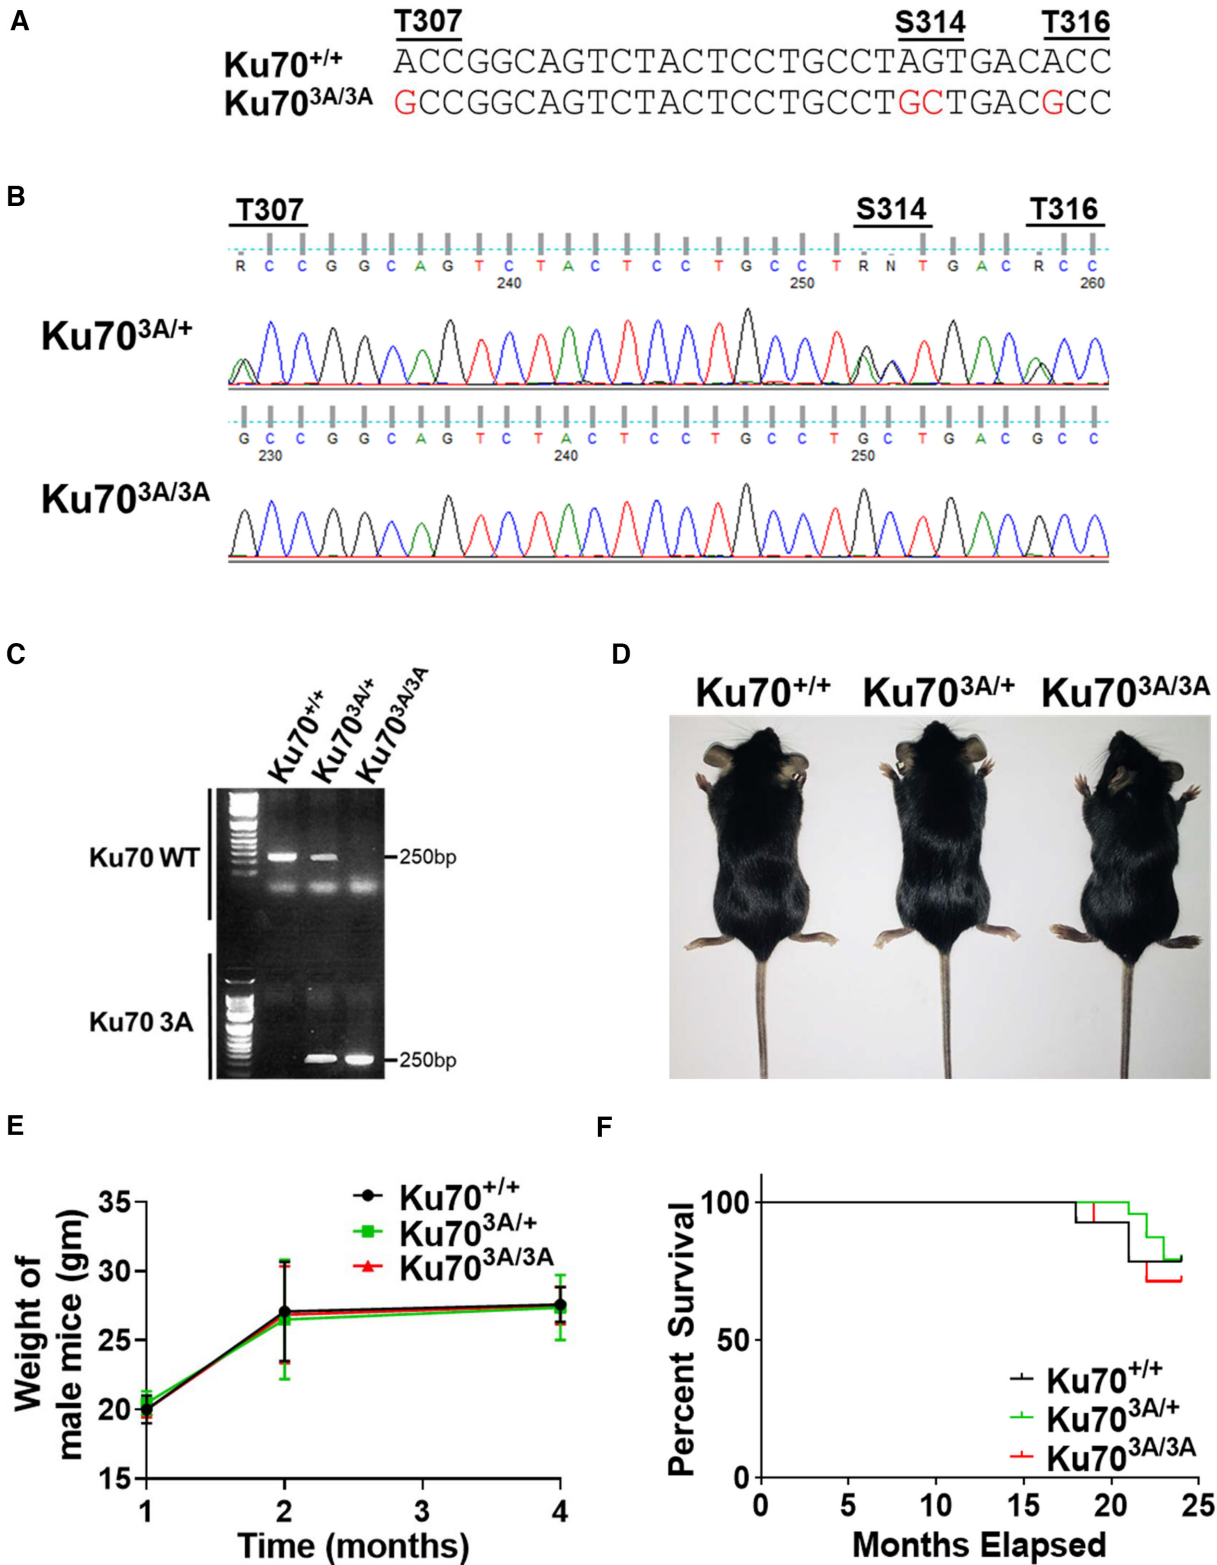 A
T307 S314 T316
Ku70+/+ ACCGGCAGTCTACTCCTGCCTAGTGACACC
Ku703A/3A GCCGGCAGTCTACTCCTGCCTGCTGACGCC
B
T307 S314 T316
R C C G G C A G T C T A C T C C T G C C T R N T G A C R C C
240 250 260
Ku703A/+
G C C G G C A G T C T A C T C C T G C C T G C T G A C G C C
230 240 250
Ku703A/3A
C
Ku70+/+ Ku703A/+ Ku703A/3A
Ku70 WT
250bp
Ku70 3A
250bp
D
Ku70+/+ Ku703A/+ Ku703A/3A
E
Weight of
male mice (gm)
35
30
25
20
15
1 2 3 4
Time (months)
Ku70+/+
Ku703A/+
Ku703A/3A
F
Percent Survival
100
50
0
0 5 10 15 20 25
Months Elapsed
Ku70+/+
Ku703A/+
Ku703A/3A